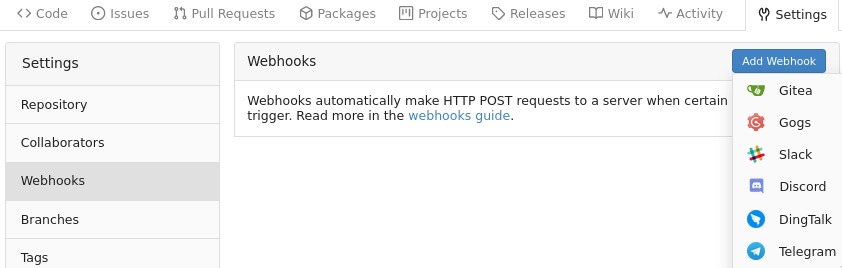 Code Issues Pull Requests Packages Projects Releases Wiki Activity Settings
Settings
Repository
Collaborators
Webhooks
Branches
Tags
Webhooks
Add Webhook
Webhooks automatically make HTTP POST requests to a server when certain
trigger. Read more in the webhooks guide.
Gitea
Gogs
Slack
Discord
DingTalk
Telegram